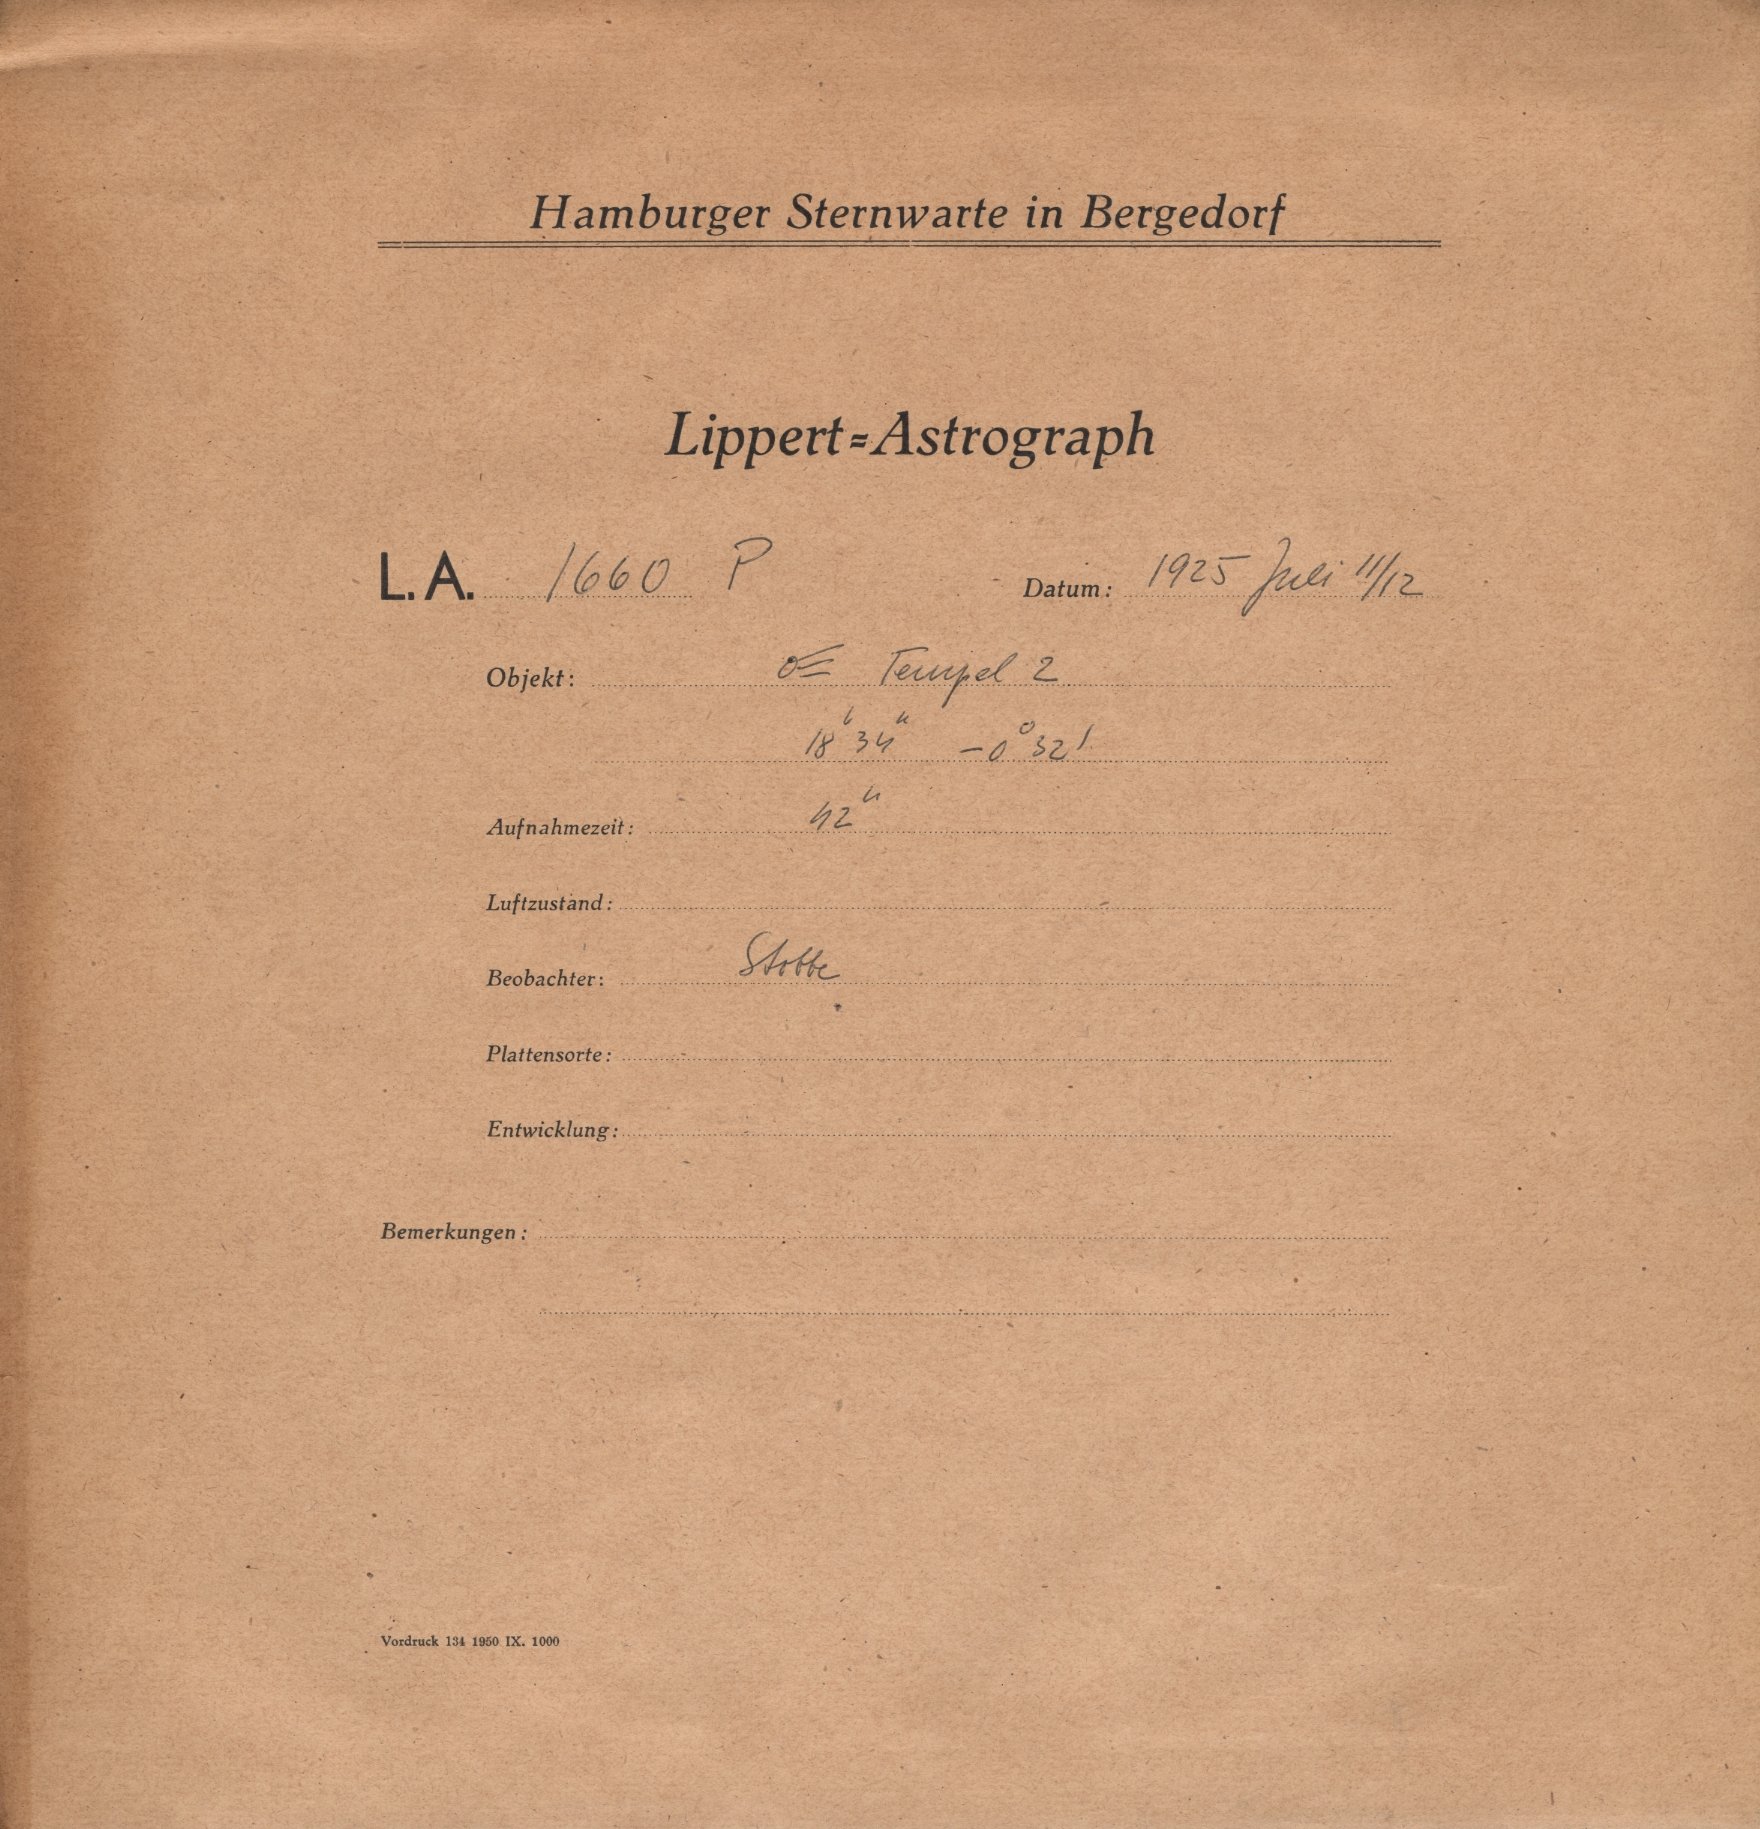 Hamburger Sternwarte in Bergedorf
Lippert=Astrograph
L.A. 1660 P Datum: 1925 Juli 11/12
Objekt: ☄ Tempel 2
18h 34m −0° 32'
Aufnahmezeit: 42m
Luftzustand:
Beobachter: Stobbe
Plattensorte:
Entwicklung:
Bemerkungen:
Vordruck 134 1950 IX. 1000